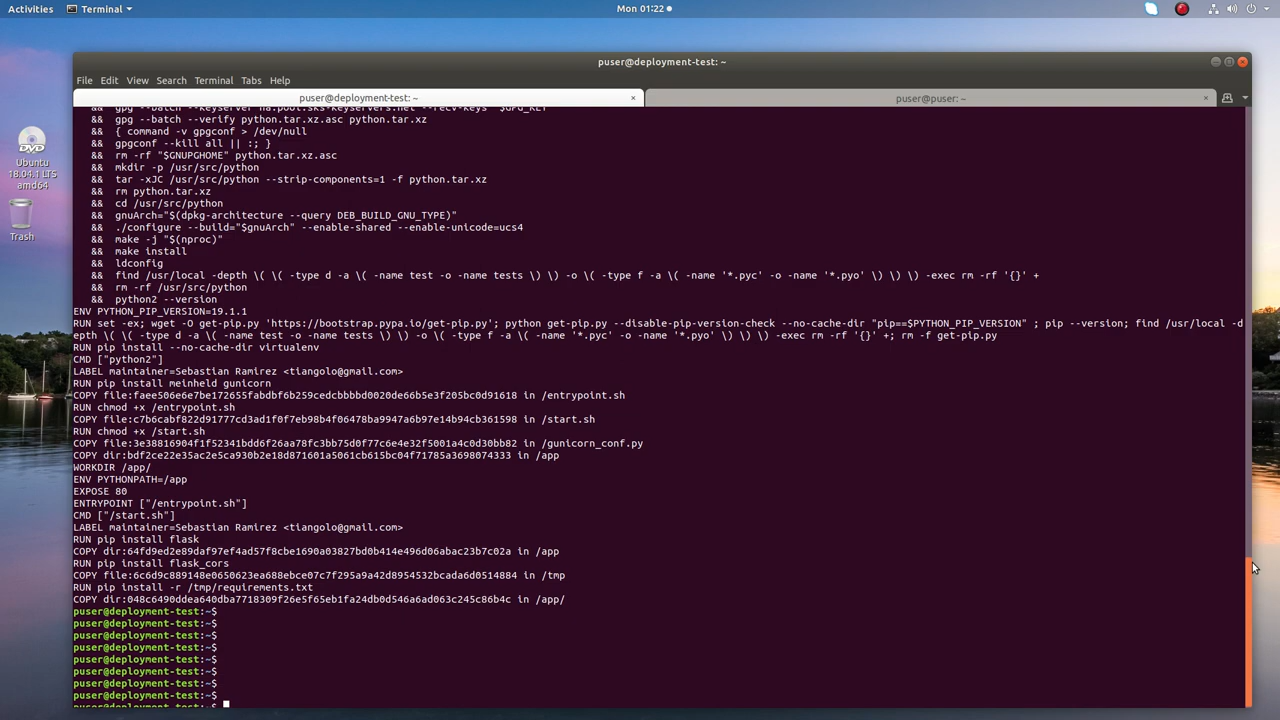 Activities
Terminal
Mon 01:22
puser@deployment-test: ~
File Edit View Search Terminal Tabs Help
puser@deployment-test: ~ ×
puser@puser: ~ ×
Ubuntu
18.04.1 LTS
amd64
Trash
&& gpg --batch --keyserver ha.pool.sks-keyservers.net --recv-keys "$GPG_KEY"
&& gpg --batch --verify python.tar.xz.asc python.tar.xz
&& { command -v gpgconf > /dev/null
&& gpgconf --kill all || :; }
&& rm -rf "$GNUPGHOME" python.tar.xz.asc
&& mkdir -p /usr/src/python
&& tar -xJC /usr/src/python --strip-components=1 -f python.tar.xz
&& rm python.tar.xz
&& cd /usr/src/python
&& gnuArch="$(dpkg-architecture --query DEB_BUILD_GNU_TYPE)"
&& ./configure --build="$gnuArch" --enable-shared --enable-unicode=ucs4
&& make -j "$(nproc)"
&& make install
&& ldconfig
&& find /usr/local -depth \( \( -type d -a \( -name test -o -name tests \) \) -o \( -type f -a \( -name '*.pyc' -o -name '*.pyo' \) \) \) -exec rm -rf '{}' +
&& rm -rf /usr/src/python
&& python2 --version
ENV PYTHON_PIP_VERSION=19.1.1
RUN set -ex; wget -O get-pip.py 'https://bootstrap.pypa.io/get-pip.py'; python get-pip.py --disable-pip-version-check --no-cache-dir "pip==$PYTHON_PIP_VERSION" ; pip --version; find /usr/local -d
epth \( \( -type d -a \( -name test -o -name tests \) \) -o \( -type f -a \( -name '*.pyc' -o -name '*.pyo' \) \) \) -exec rm -rf '{}' +; rm -f get-pip.py
RUN pip install --no-cache-dir virtualenv
CMD ["python2"]
LABEL maintainer=Sebastian Ramirez <tiangolo@gmail.com>
RUN pip install meinheld gunicorn
COPY file:faee506e6e7be172655fabdbf6b259cedcbbbbd0020de66b5e3f205bc0d91618 in /entrypoint.sh
RUN chmod +x /entrypoint.sh
COPY file:c7b6cabf822d91777cd3ad1f0f7eb98b4f06478ba9947a6b97e14b94cb361598 in /start.sh
RUN chmod +x /start.sh
COPY file:3e38816904f1f52341bdd6f26aa78fc3bb75d0f77c6e4e32f5001a4c0d30bb82 in /gunicorn_conf.py
COPY dir:bdf2ce22e35ac2e5ca930b2e18d871601a5061cb615bc04f71785a3698074333 in /app
WORKDIR /app/
ENV PYTHONPATH=/app
EXPOSE 80
ENTRYPOINT ["/entrypoint.sh"]
CMD ["/start.sh"]
LABEL maintainer=Sebastian Ramirez <tiangolo@gmail.com>
RUN pip install flask
COPY dir:64fd9ed2e89daf97ef4ad57f8cbe1690a03827bd0b414e496d06abac23b7c02a in /app
RUN pip install flask_cors
COPY file:6c6d9c889148e0650623ea688ebce07c7f295a9a42d8954532bcada6d0514884 in /tmp
RUN pip install -r /tmp/requirements.txt
COPY dir:048c6490ddea640dba7718309f26e5f65eb1fa24db0d546a6ad063c245c86b4c in /app/
puser@deployment-test:~$
puser@deployment-test:~$
puser@deployment-test:~$
puser@deployment-test:~$
puser@deployment-test:~$
puser@deployment-test:~$
puser@deployment-test:~$
puser@deployment-test:~$
puser@deployment-test:~$